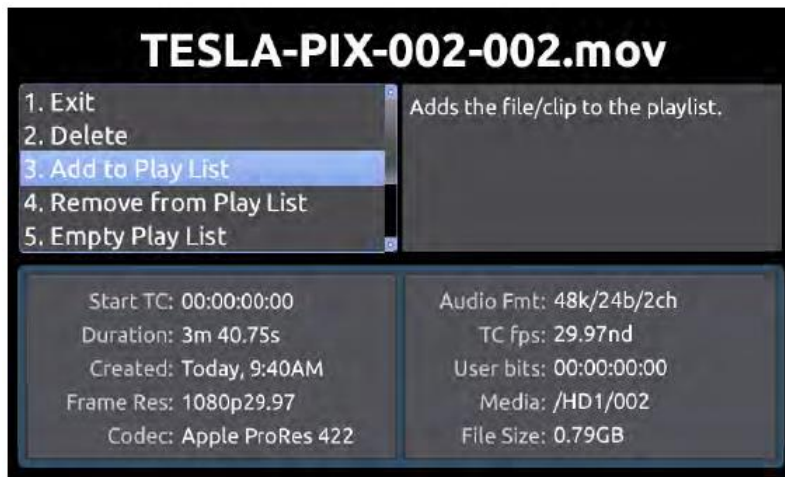 TESLA-PIX-002-002.mov
1. Exit
2. Delete
3. Add to Play List
4. Remove from Play List
5. Empty Play List
Adds the file/clip to the playlist.
Start TC: 00:00:00:00
Duration: 3m 40.75s
Created: Today, 9:40AM
Frame Res: 1080p29.97
Codec: Apple ProRes 422
Audio Fmt: 48k/24b/2ch
TC fps: 29.97nd
User bits: 00:00:00:00
Media: /HD1/002
File Size: 0.79GB